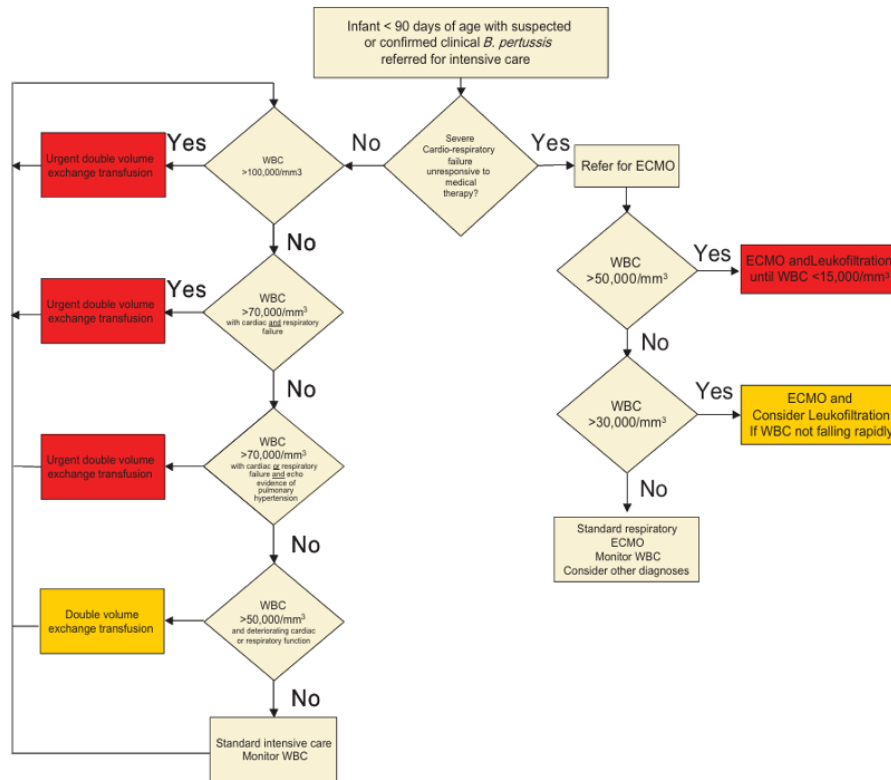 Infant < 90 days of age with suspected
or confirmed clinical B. pertussis
referred for intensive care
Severe
Cardio-respiratory
failure
unresponsive to
medical
therapy?
No
Yes
WBC
>100,000/mm3
Yes
Urgent double volume
exchange transfusion
No
WBC
>70,000/mm³
with cardiac and respiratory
failure
Yes
Urgent double volume
exchange transfusion
No
WBC
>70,000/mm³
with cardiac or respiratory
failure and echo
evidence of
pulmonary
hypertension
Urgent double volume
exchange transfusion
No
WBC
>50,000/mm³
and deteriorating cardiac
or respiratory function
Double volume
exchange transfusion
No
Standard intensive care
Monitor WBC
Refer for ECMO
WBC
>50,000/mm³
Yes
ECMO andLeukofiltration
until WBC <15,000/mm³
No
WBC
>30,000/mm³
Yes
ECMO and
Consider Leukofiltration
If WBC not falling rapidly
No
Standard respiratory
ECMO
Monitor WBC
Consider other diagnoses